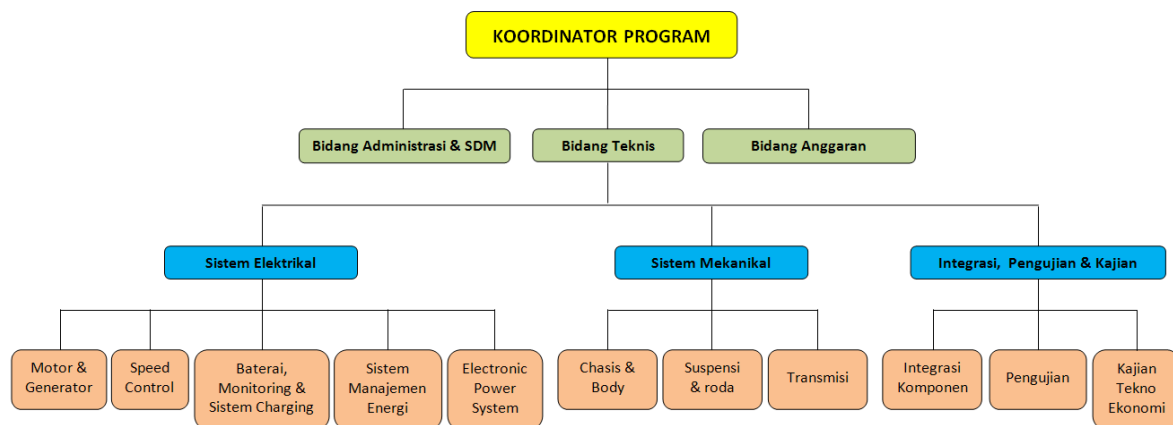 KOORDINATOR PROGRAM
Bidang Administrasi & SDM
Bidang Teknis
Bidang Anggaran
Sistem Elektrikal
Sistem Mekanikal
Integrasi, Pengujian & Kajian
Motor &
Generator
Speed
Control
Baterai,
Monitoring &
Sistem Charging
Sistem
Manajemen
Energi
Electronic
Power
System
Chasis &
Body
Suspensi
& roda
Transmisi
Integrasi
Komponen
Pengujian
Kajian
Tekno
Ekonomi